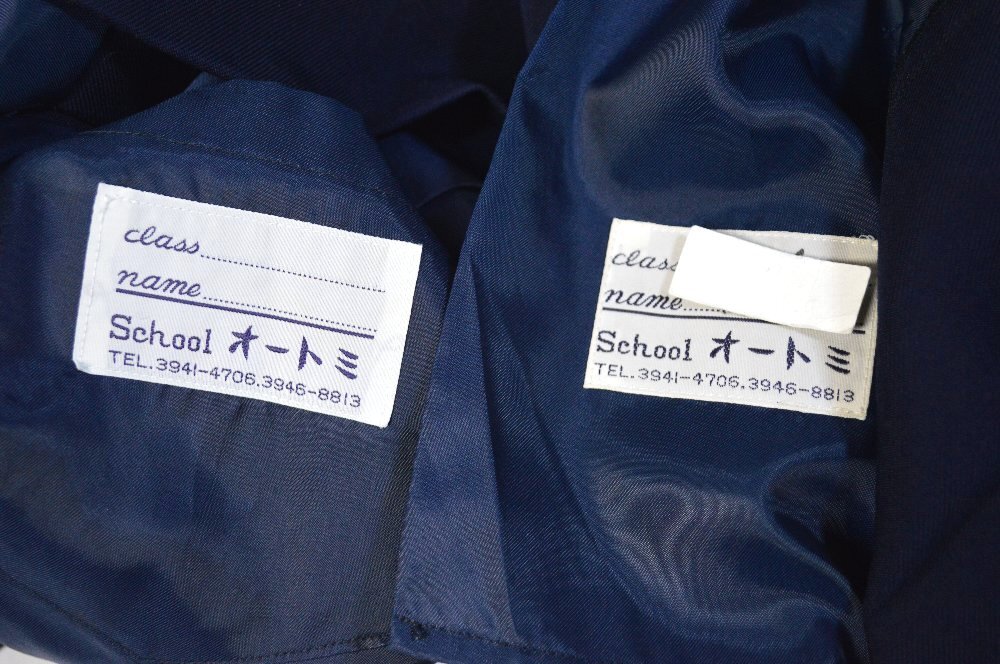 class
name
School オートミ
TEL.3941-4706.3946-8813
class
name
School オートミ
TEL.3941-4706.3946-8813